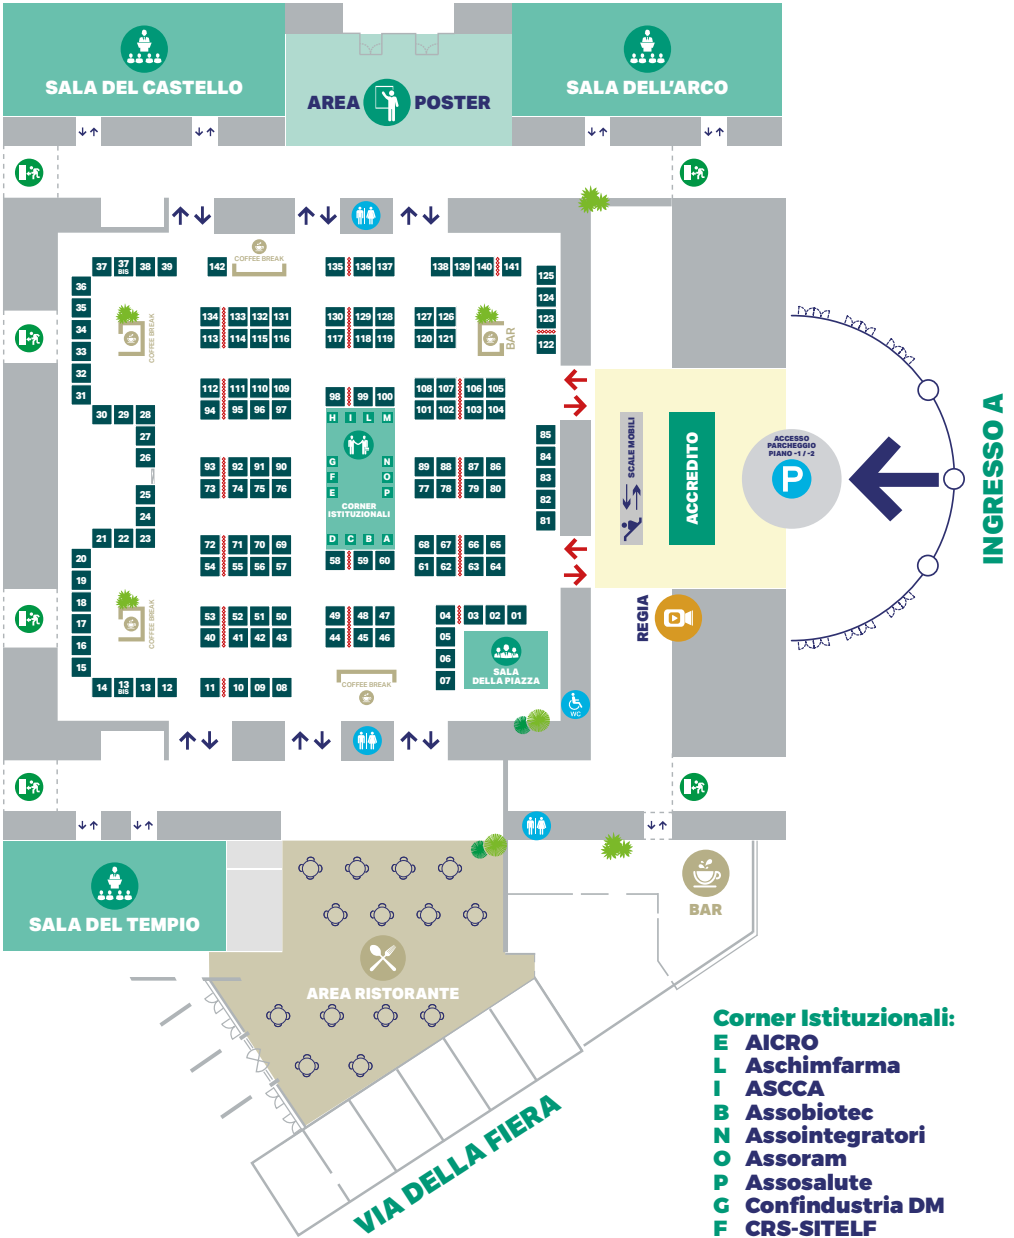 SALA DEL CASTELLO
AREA POSTER
SALA DELL'ARCO
37 37 BIS 38 39
142
COFFEE BREAK
135 136 137
138 139 140 141
125
124
123
122
36
35
34
33
32
31
COFFEE BREAK
134 133 132 131
113 114 115 116
130 129 128
117 118 119
127 126
120 121
BAR
112 111 110 109
94 95 96 97
98 99 100
108 107 106 105
101 102 103 104
30 29 28
27
26
25
24
21 22 23
H I L M
G N
F O
E P
CORNER
ISTITUZIONALI
D C B A
93 92 91 90
73 74 75 76
89 88 87 86
77 78 79 80
85
84
83
82
81
SCALE MOBILI
ACCREDITO
ACCESSO
PARCHEGGIO
PIANO -1 / -2
P
INGRESSO A
72 71 70 69
54 55 56 57
58 59 60
68 67 66 65
61 62 63 64
20
19
18
17
16
15
COFFEE BREAK
53 52 51 50
40 41 42 43
49 48 47
44 45 46
04 03 02 01
05
06
07
SALA
DELLA PIAZZA
REGIA
14 13 BIS 13 12
11 10 09 08
COFFEE BREAK
WC
SALA DEL TEMPIO
BAR
AREA RISTORANTE
VIA DELLA FIERA
Corner Istituzionali:
E AICRO
L Aschimfarma
I ASCCA
B Assobiotec
N Assointegratori
O Assoram
P Assosalute
G Confindustria DM
F CRS-SITELF